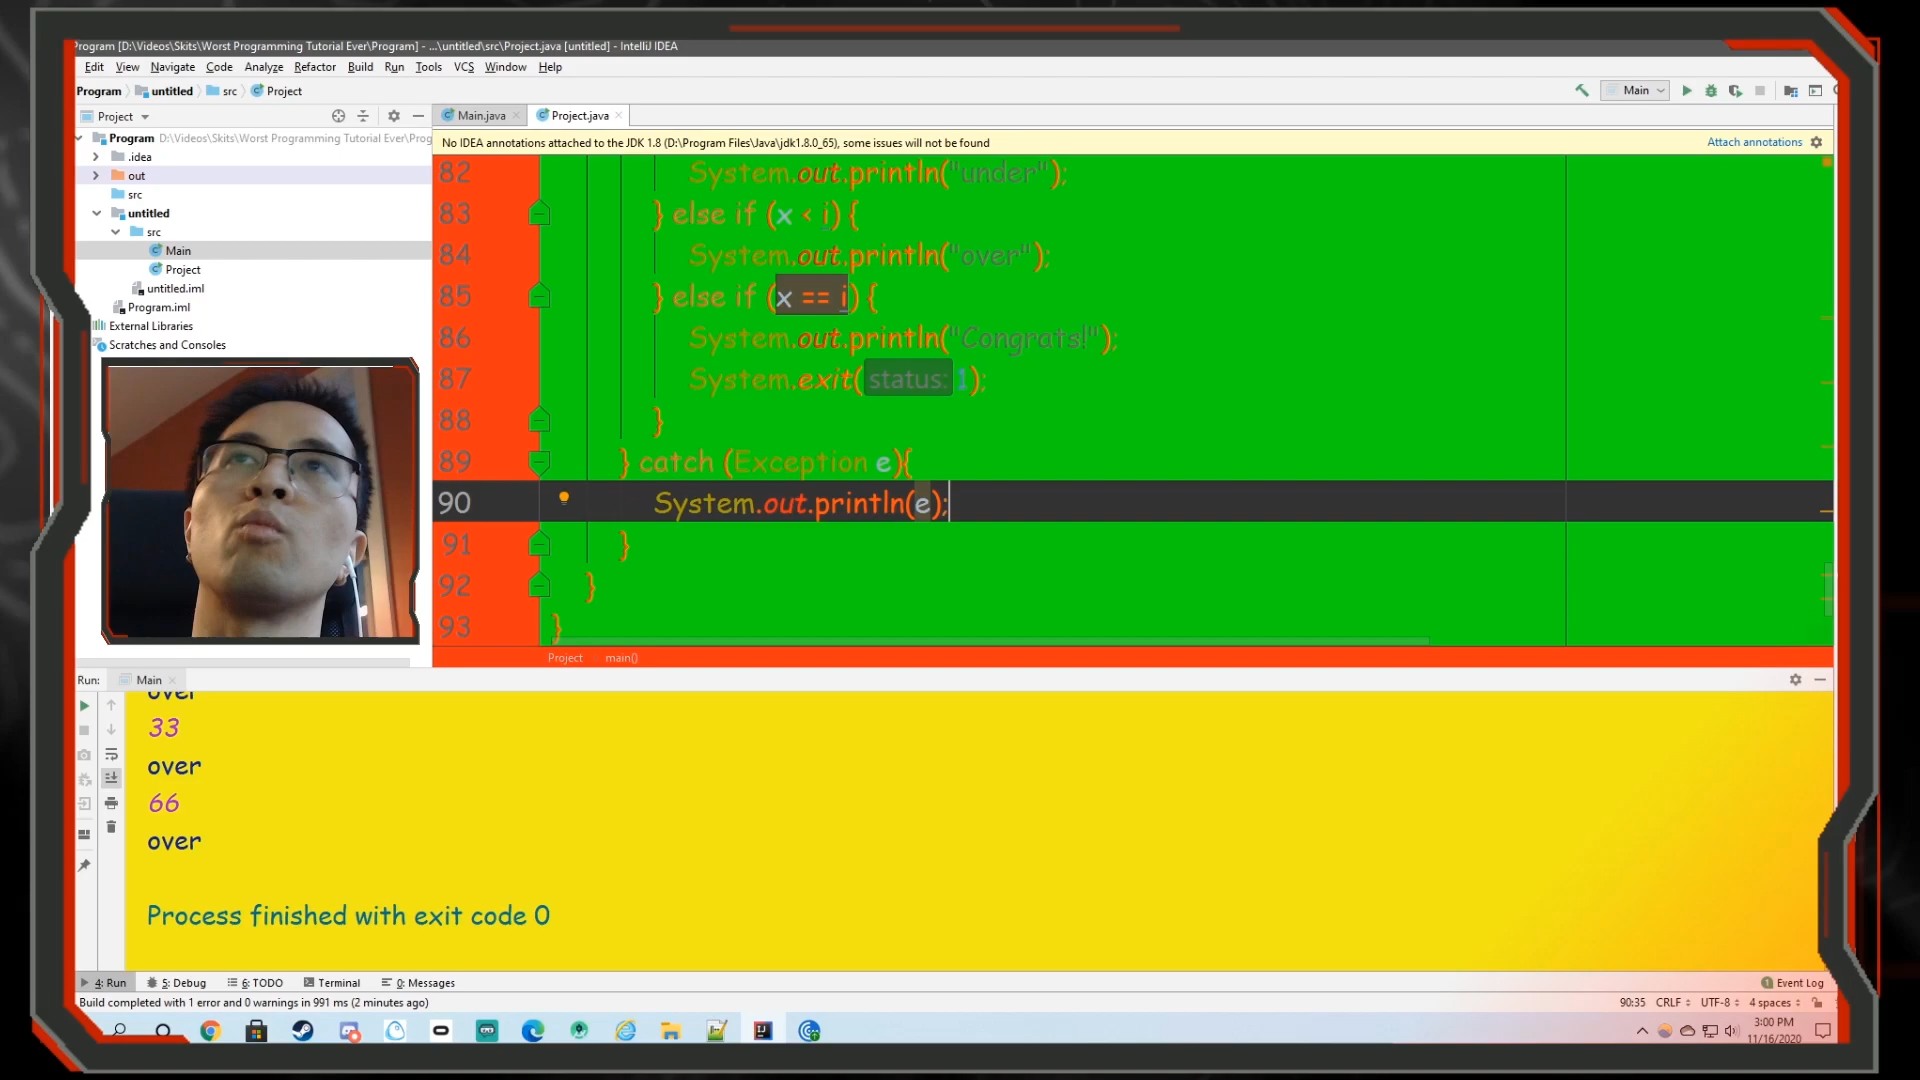 Program [D:\Videos\Skits\Worst Programming Tutorial Ever\Program] - ...\untitled\src\Project.java [untitled] - IntelliJ IDEA
Edit View Navigate Code Analyze Refactor Build Run Tools VCS Window Help
Program untitled src Project
Main
Project
Main.java
Project.java
Program D:\Videos\Skits\Worst Programming Tutorial Ever\Prog
No IDEA annotations attached to the JDK 1.8 (D:\Program Files\Java\jdk1.8.0_65), some issues will not be found
Attach annotations
.idea
out
src
untitled
src
Main
Project
untitled.iml
Program.iml
External Libraries
Scratches and Consoles
82 System.out.println("under");
83 } else if (x < i) {
84 System.out.println("over");
85 } else if (x == i) {
86 System.out.println("Congrats!");
87 System.exit( status: 1);
88 }
89 } catch (Exception e){
90 System.out.println(e);
91 }
92 }
93 }
Project main()
Run: Main
over
33
over
66
over
Process finished with exit code 0
4: Run 5: Debug 6: TODO Terminal 0: Messages
1 Event Log
Build completed with 1 error and 0 warnings in 991 ms (2 minutes ago)
90:35 CRLF UTF-8 4 spaces
3:00 PM
11/16/2020